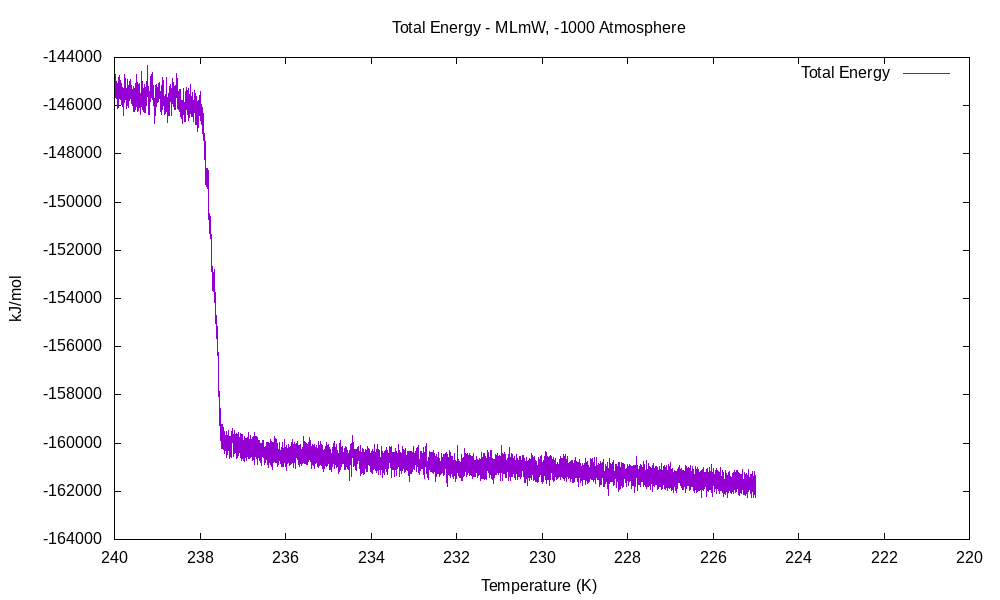 Total Energy - MLmW, -1000 Atmosphere
Total Energy
-144000
-146000
-148000
-150000
-152000
-154000
-156000
-158000
-160000
-162000
-164000
kJ/mol
240 238 236 234 232 230 228 226 224 222 220
Temperature (K)